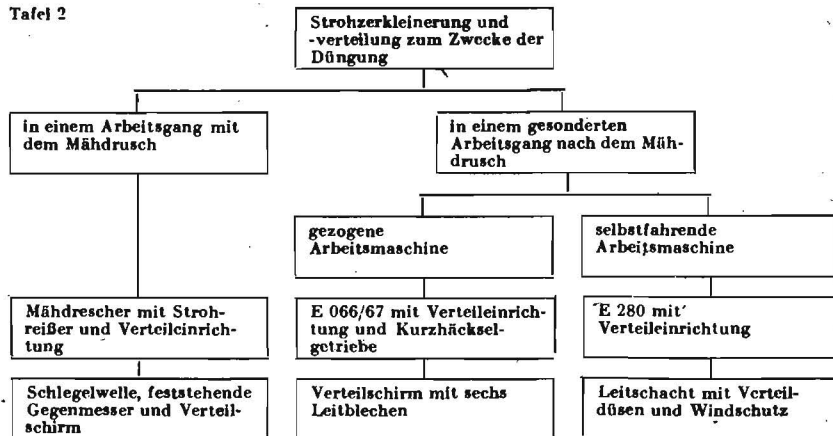 Tafel 2
Strohzerkleinerung und
-verteilung zum Zwecke der
Düngung
in einem Arbeitsgang mit
dem Mähdrusch
in einem gesonderten
Arbeitsgang nach dem Mäh-
drusch
gezogene
Arbeitsmaschine
selbstfahrende
Arbeitsmaschine
Mähdrescher mit Stroh-
reißer und Verteileinrich-
tung
E 066/67 mit Verteileinrich-
tung und Kurzhäcksel-
getriebe
E 280 mit
Verteileinrichtung
Schlegelwelle, feststehende
Gegenmesser und Verteil-
schirm
Verteilschirm mit sechs
Leitblechen
Leitschacht mit Verteil-
düsen und Windschutz